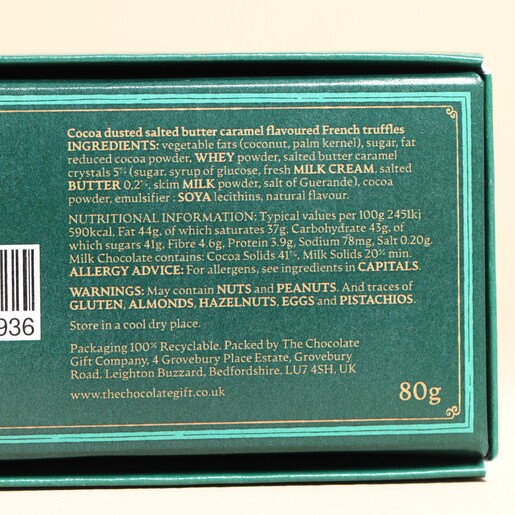 Cocoa dusted salted butter caramel flavoured French truffles
INGREDIENTS: vegetable fats (coconut, palm kernel), sugar, fat
reduced cocoa powder, WHEY powder, salted butter caramel
crystals 5% (sugar, syrup of glucose, fresh MILK CREAM, salted
BUTTER 0.2%, skim MILK powder, salt of Guerande), cocoa
powder, emulsifier : SOYA lecithins, natural flavour.
NUTRITIONAL INFORMATION: Typical values per 100g 2451kj
590kcal, Fat 44g, of which saturates 37g. Carbohydrate 43g, of
which sugars 41g. Fibre 4.6g, Protein 3.9g, Sodium 78mg, Salt 0.20g.
Milk Chocolate contains: Cocoa Solids 41%, Milk Solids 20% min.
ALLERGY ADVICE: For allergens, see ingredients in CAPITALS.
WARNINGS: May contain NUTS and PEANUTS. And traces of
GLUTEN, ALMONDS, HAZELNUTS, EGGS and PISTACHIOS.
Store in a cool dry place.
936
Packaging 100% Recyclable. Packed by The Chocolate
Gift Company, 4 Grovebury Place Estate, Grovebury
Road, Leighton Buzzard, Bedfordshire, LU7 4SH, UK
www.thechocolategift.co.uk
80g